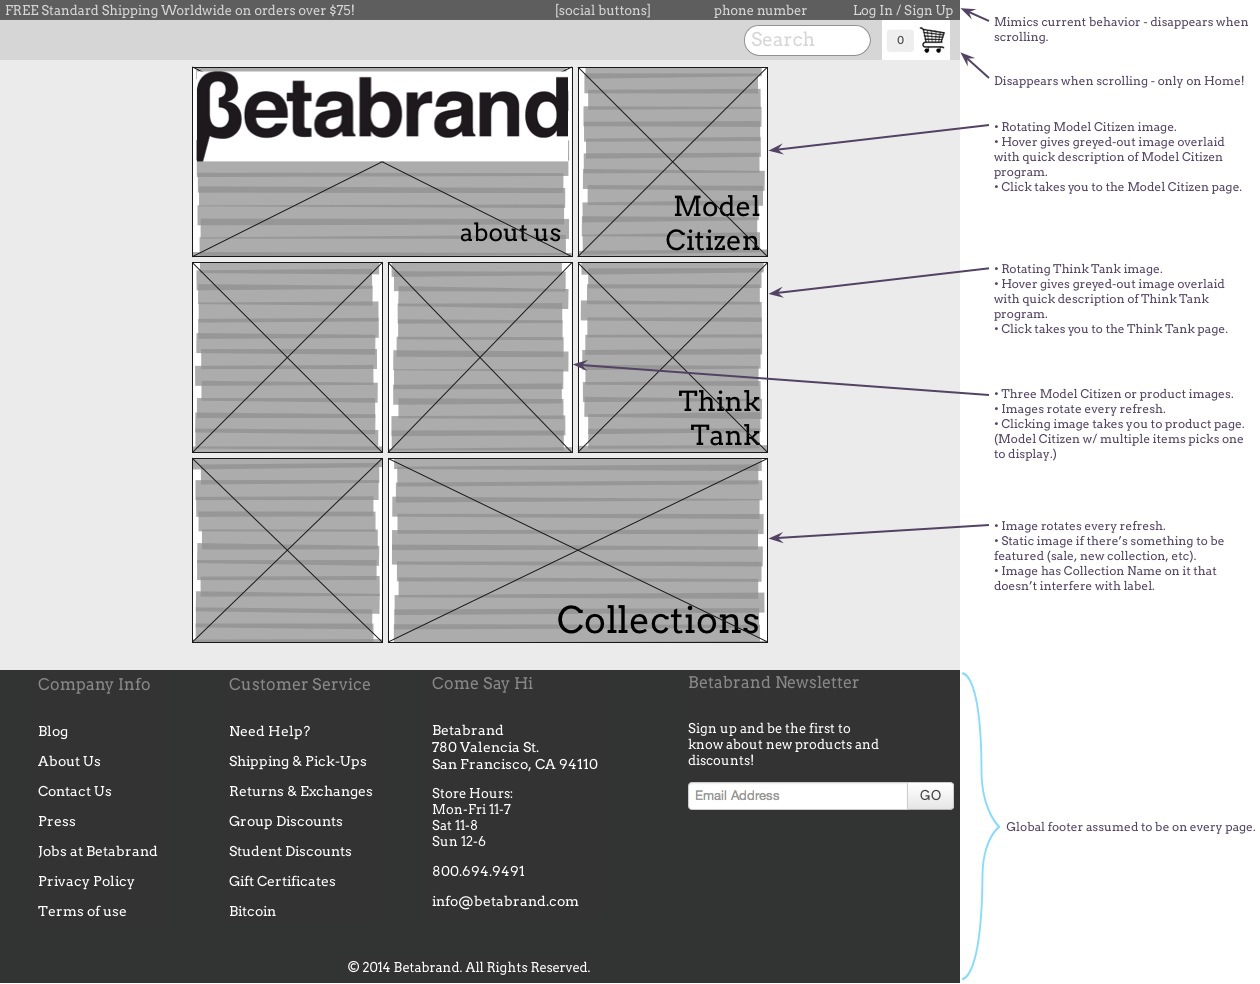 FREE Standard Shipping Worldwide on orders over $75!
[social buttons]
phone number
Log In / Sign Up
Search
0
Mimics current behavior - disappears when
scrolling.
Disappears when scrolling - only on Home!
βetabrand
about us
Model
Citizen
• Rotating Model Citizen image.
• Hover gives greyed-out image overlaid
with quick description of Model Citizen
program.
• Click takes you to the Model Citizen page.
Think
Tank
• Rotating Think Tank image.
• Hover gives greyed-out image overlaid
with quick description of Think Tank
program.
• Click takes you to the Think Tank page.
• Three Model Citizen or product images.
• Images rotate every refresh.
• Clicking image takes you to product page.
(Model Citizen w/ multiple items picks one
to display.)
Collections
• Image rotates every refresh.
• Static image if there's something to be
featured (sale, new collection, etc).
• Image has Collection Name on it that
doesn't interfere with label.
Company Info
Blog
About Us
Contact Us
Press
Jobs at Betabrand
Privacy Policy
Terms of use
Customer Service
Need Help?
Shipping & Pick-Ups
Returns & Exchanges
Group Discounts
Student Discounts
Gift Certificates
Bitcoin
Come Say Hi
Betabrand
780 Valencia St.
San Francisco, CA 94110
Store Hours:
Mon-Fri 11-7
Sat 11-8
Sun 12-6
800.694.9491
info@betabrand.com
Betabrand Newsletter
Sign up and be the first to
know about new products and
discounts!
Email Address
GO
© 2014 Betabrand. All Rights Reserved.
Global footer assumed to be on every page.